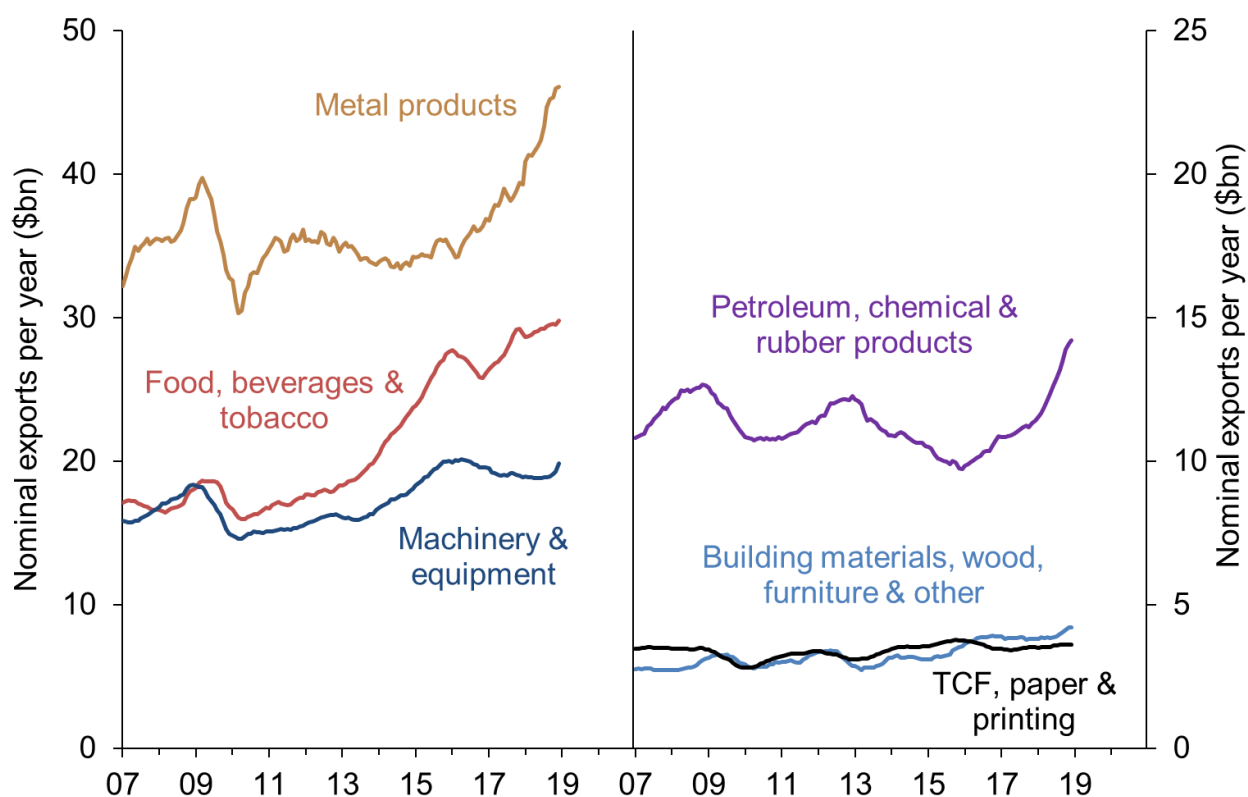 Nominal exports per year ($bn)
50
40
30
20
10
0
Metal products
Food, beverages &
tobacco
Machinery &
equipment
07 09 11 13 15 17 19
Petroleum, chemical &
rubber products
Building materials, wood,
furniture & other
TCF, paper &
printing
07 09 11 13 15 17 19
25
20
15
10
5
0
Nominal exports per year ($bn)